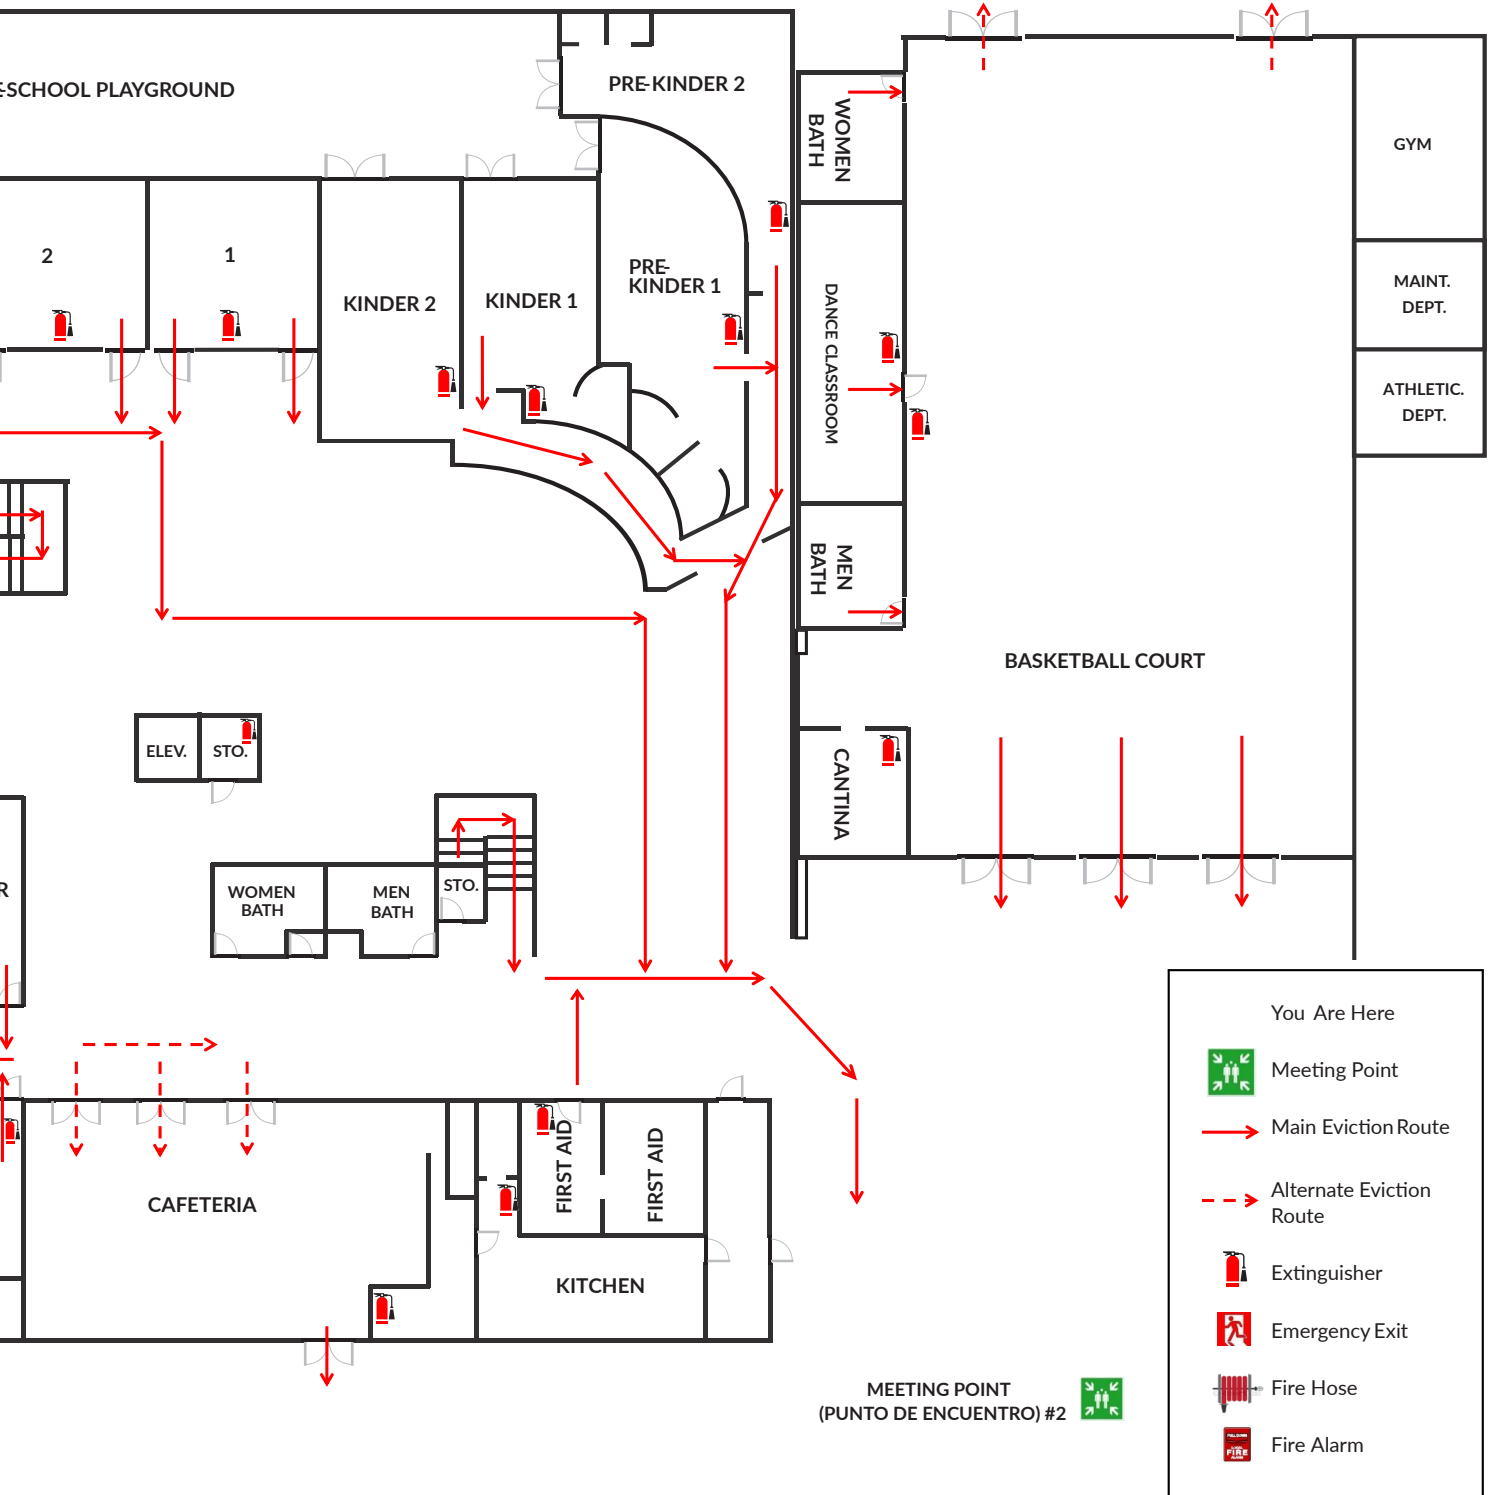 -SCHOOL PLAYGROUND
PRE-KINDER 2
WOMEN
BATH
GYM
2
1
KINDER 2
KINDER 1
PRE-
KINDER 1
DANCE CLASSROOM
MAINT.
DEPT.
ATHLETIC.
DEPT.
MEN
BATH
BASKETBALL COURT
ELEV.
STO.
CANTINA
R
WOMEN
BATH
MEN
BATH
STO.
CAFETERIA
FIRST AID
FIRST AID
KITCHEN
MEETING POINT
(PUNTO DE ENCUENTRO) #2
You Are Here
Meeting Point
Main Eviction Route
Alternate Eviction
Route
Extinguisher
Emergency Exit
Fire Hose
Fire Alarm
FIRE